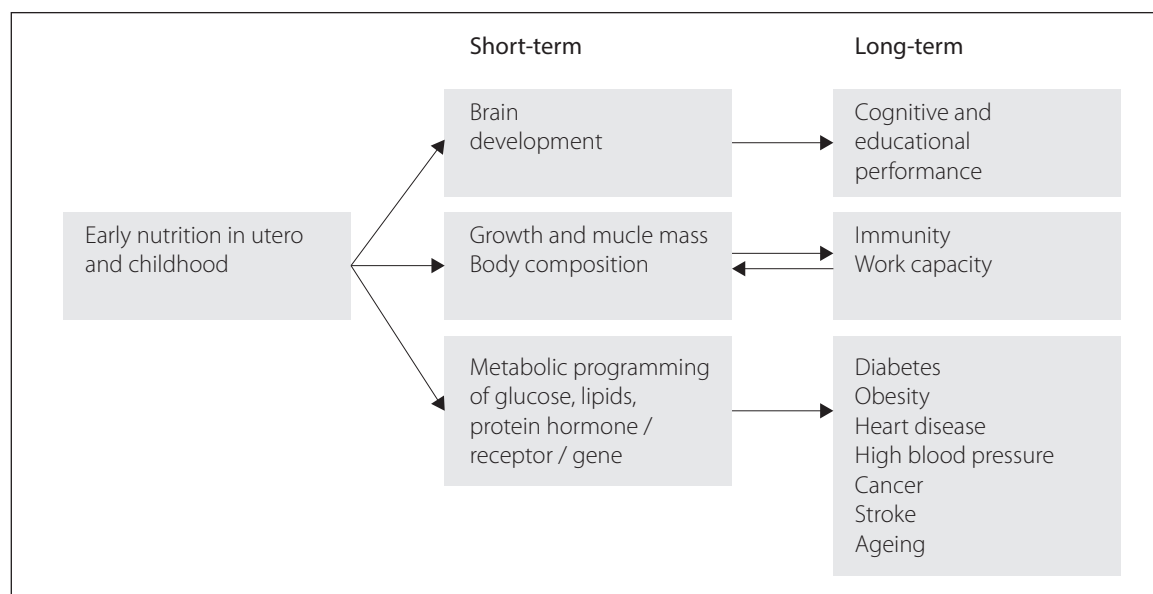 Short-term
Long-term
Brain
development
Cognitive and
educational
performance
Early nutrition in utero
and childhood
Growth and mucle mass
Body composition
Immunity
Work capacity
Metabolic programming
of glucose, lipids,
protein hormone /
receptor / gene
Diabetes
Obesity
Heart disease
High blood pressure
Cancer
Stroke
Ageing